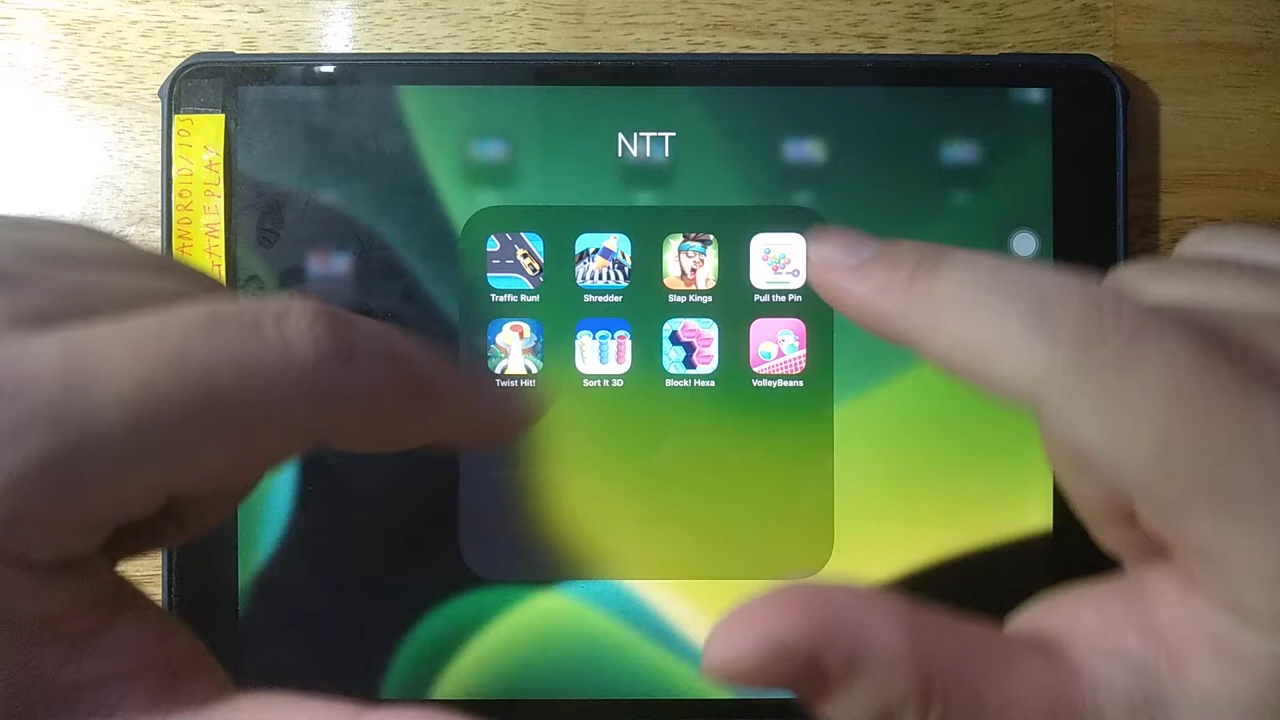 NTT
ANDROID/IOS
GAMEPLAY
Traffic Run!
Shredder
Slap Kings
Pull the Pin
Twist Hit!
Sort It 3D
Block! Hexa
VolleyBeans